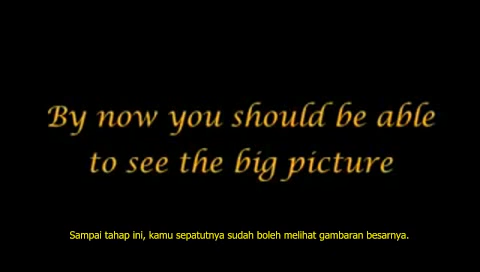 By now you should be able
to see the big picture
Sampai tahap ini, kamu sepatutnya sudah boleh melihat gambaran besarnya.